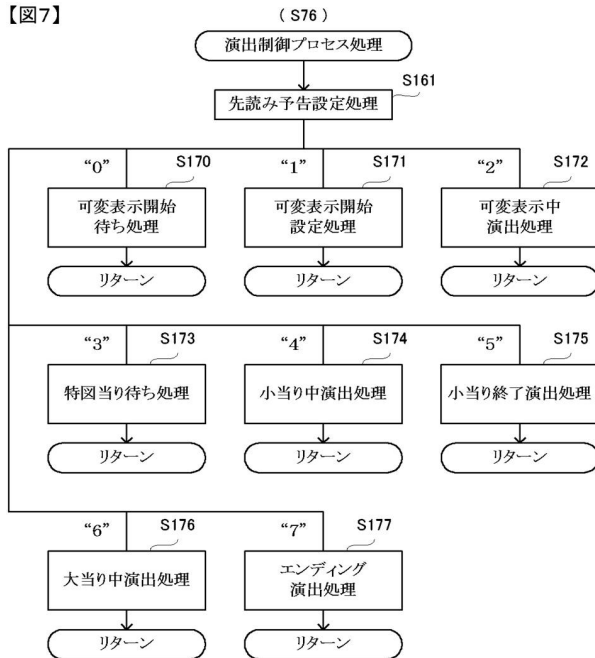 【図7】
(S76)
演出制御プロセス処理
S161
先読み予告設定処理
“0”
S170
可変表示開始
待ち処理
リターン
“1”
S171
可変表示開始
設定処理
リターン
“2”
S172
可変表示中
演出処理
リターン
“3”
S173
特図当り待ち処理
リターン
“4”
S174
小当り中演出処理
リターン
“5”
S175
小当り終了演出処理
リターン
“6”
S176
大当り中演出処理
リターン
“7”
S177
エンディング
演出処理
リターン